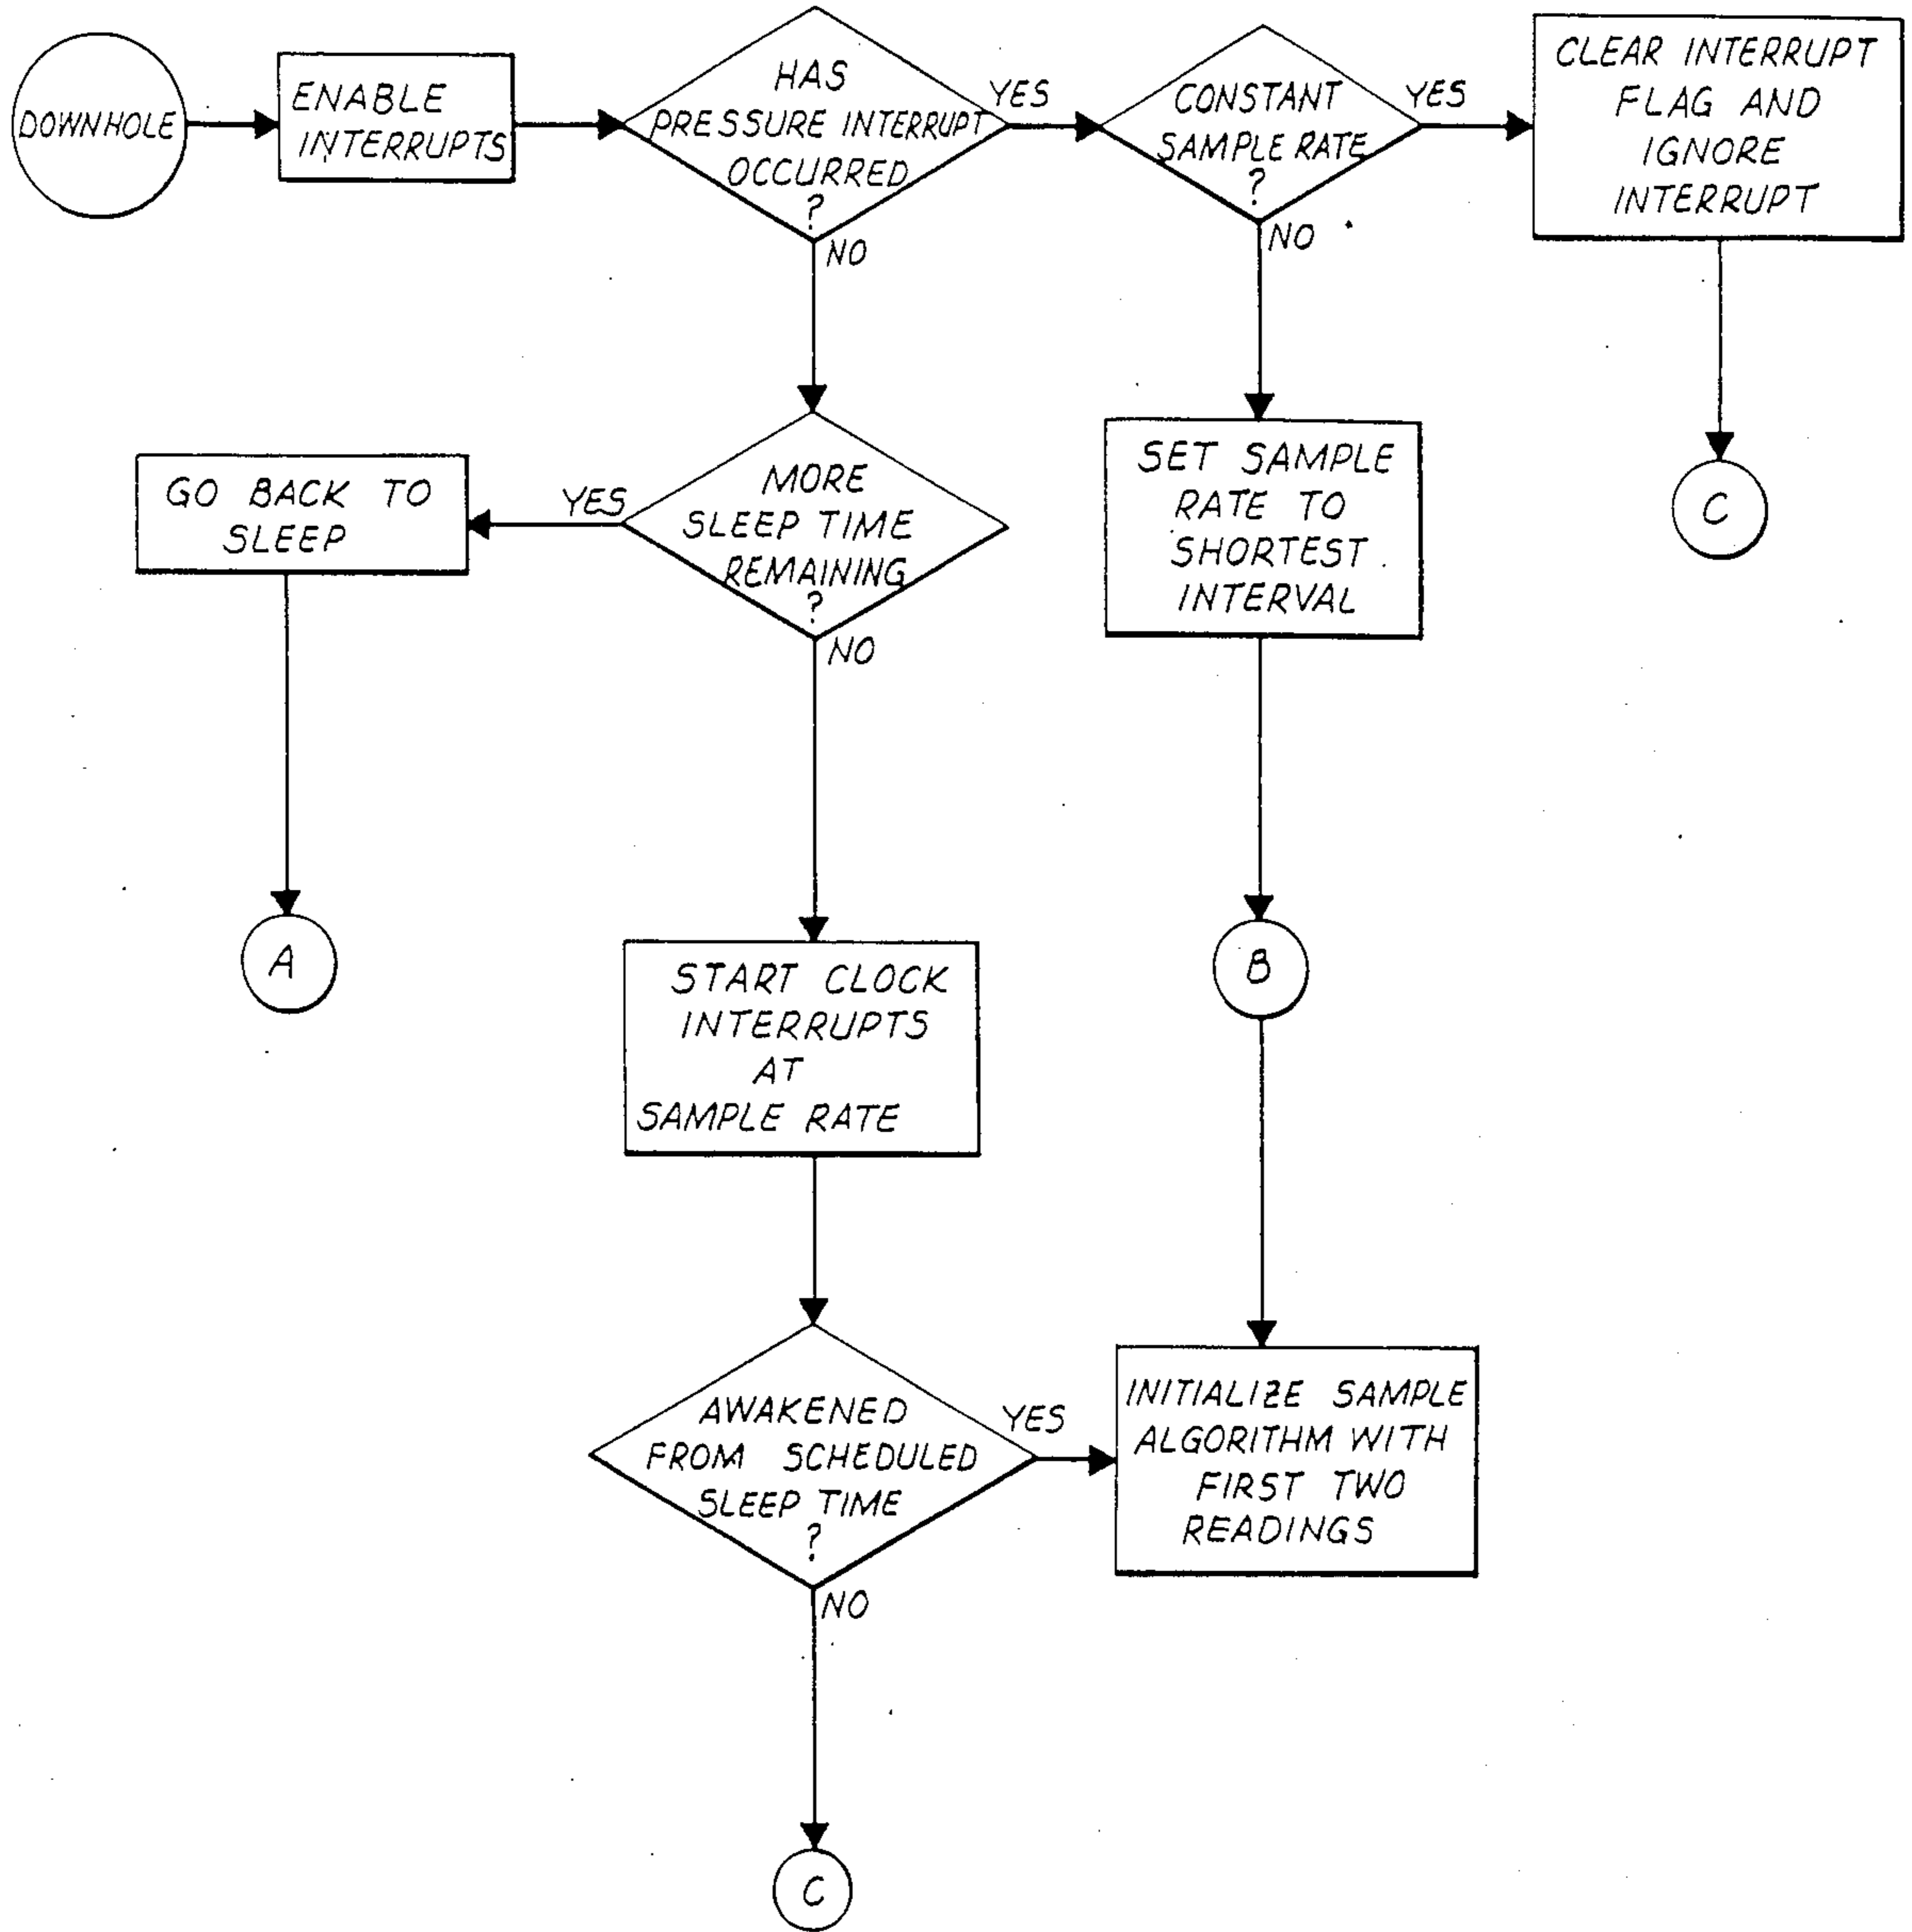 DOWNHOLE
ENABLE
INTERRUPTS
HAS
PRESSURE INTERRUPT
OCCURRED
?
YES
NO
CONSTANT
SAMPLE RATE
?
YES
NO
CLEAR INTERRUPT
FLAG AND
IGNORE
INTERRUPT
C
MORE
SLEEP TIME
REMAINING
?
YES
NO
GO BACK TO
SLEEP
A
SET SAMPLE
RATE TO
SHORTEST
INTERVAL
B
START CLOCK
INTERRUPTS
AT
SAMPLE RATE
AWAKENED
FROM SCHEDULED
SLEEP TIME
?
YES
NO
INITIALIZE SAMPLE
ALGORITHM WITH
FIRST TWO
READINGS
C